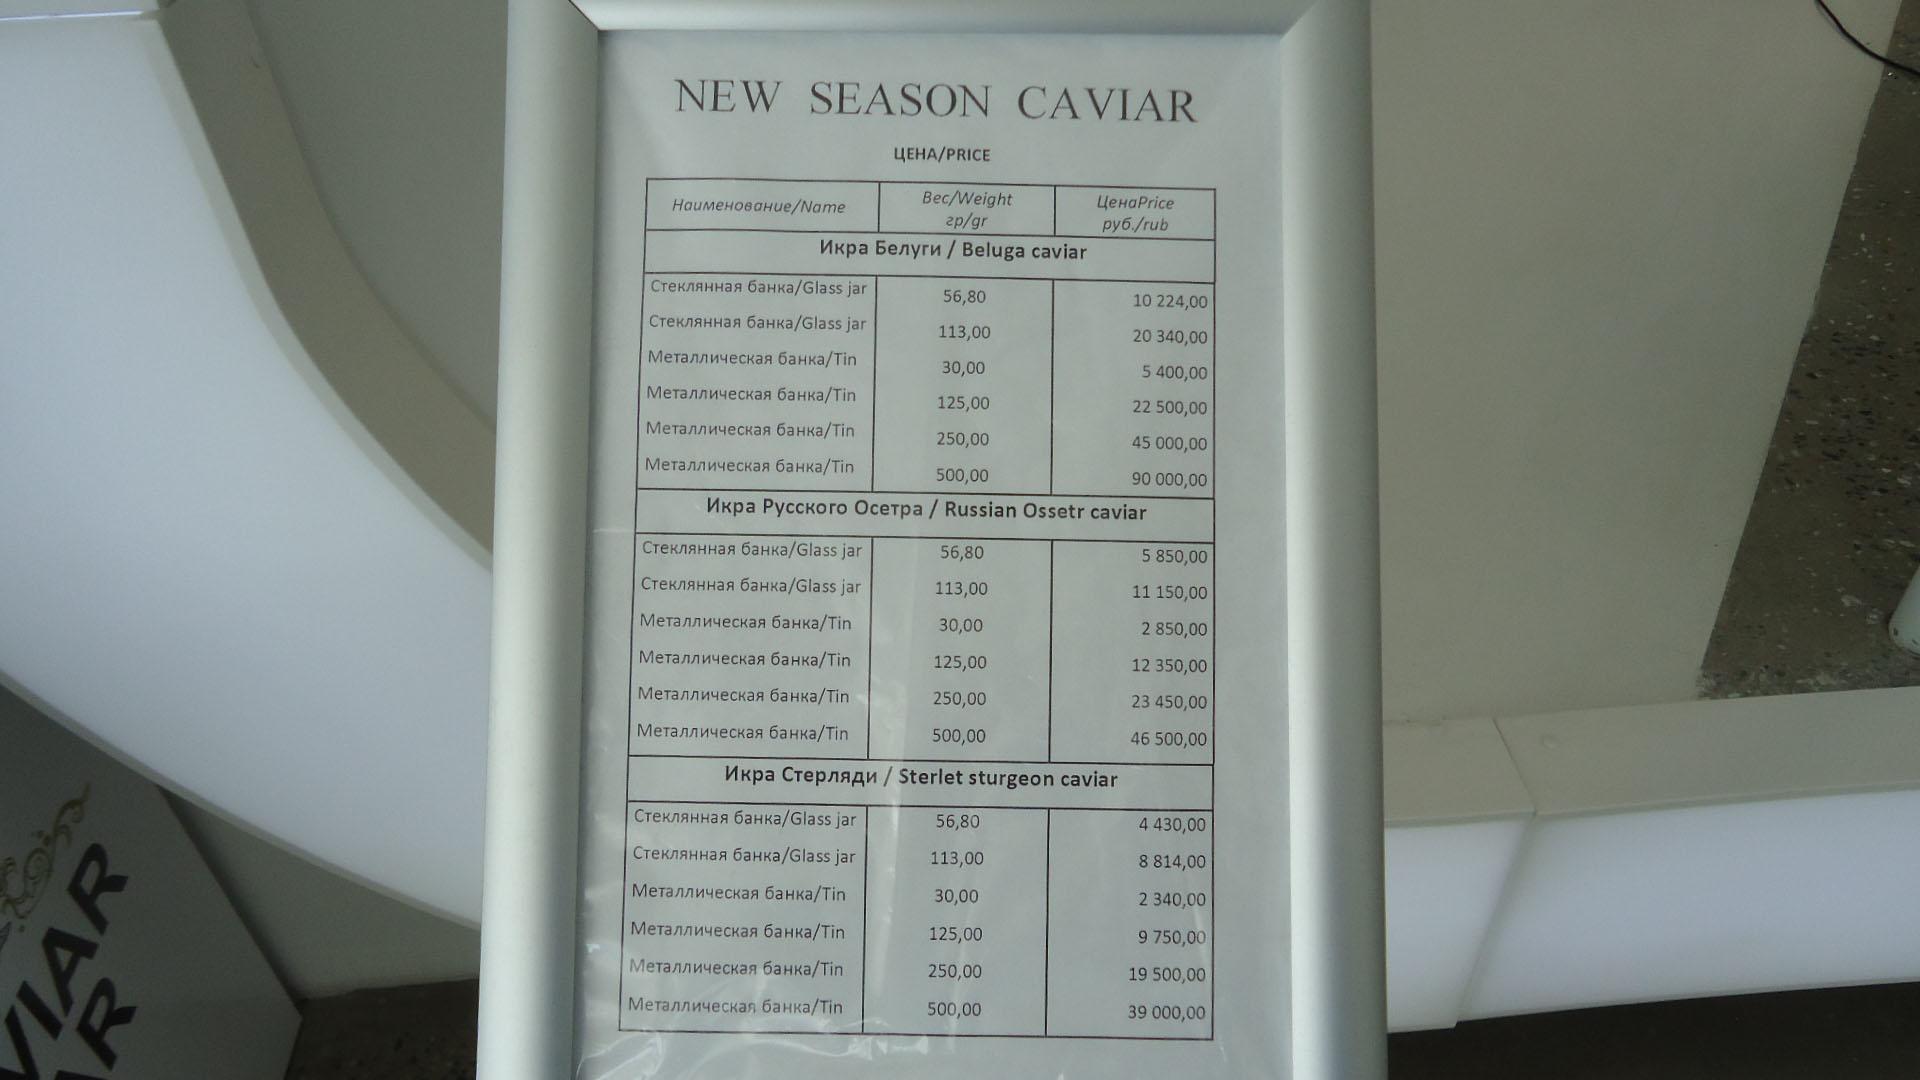 NEW SEASON CAVIAR
ЦЕНА/PRICE
Наименование/Name Вес/Weight гр/gr ЦенаPrice руб./rub
Икра Белуги / Beluga caviar
Стеклянная банка/Glass jar 56,80 10 224,00
Стеклянная банка/Glass jar 113,00 20 340,00
Металлическая банка/Tin 30,00 5 400,00
Металлическая банка/Tin 125,00 22 500,00
Металлическая банка/Tin 250,00 45 000,00
Металлическая банка/Tin 500,00 90 000,00
Икра Русского Осетра / Russian Ossetr caviar
Стеклянная банка/Glass jar 56,80 5 850,00
Стеклянная банка/Glass jar 113,00 11 150,00
Металлическая банка/Tin 30,00 2 850,00
Металлическая банка/Tin 125,00 12 350,00
Металлическая банка/Tin 250,00 23 450,00
Металлическая банка/Tin 500,00 46 500,00
Икра Стерляди / Sterlet sturgeon caviar
Стеклянная банка/Glass jar 56,80 4 430,00
Стеклянная банка/Glass jar 113,00 8 814,00
Металлическая банка/Tin 30,00 2 340,00
Металлическая банка/Tin 125,00 9 750,00
Металлическая банка/Tin 250,00 19 500,00
Металлическая банка/Tin 500,00 39 000,00
VIAR
AR